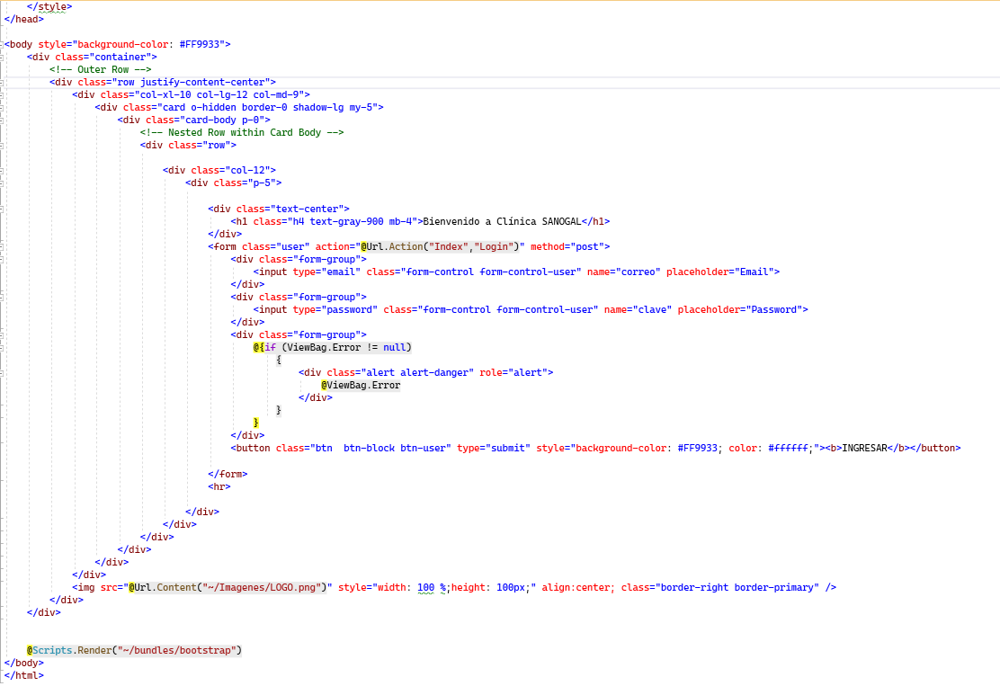 </style>
</head>
<body style="background-color: #FF9933">
<div class="container">
<!-- Outer Row -->
<div class="row justify-content-center">
<div class="col-xl-10 col-lg-12 col-md-9">
<div class="card o-hidden border-0 shadow-lg my-5">
<div class="card-body p-0">
<!-- Nested Row within Card Body -->
<div class="row">
<div class="col-12">
<div class="p-5">
<div class="text-center">
<h1 class="h4 text-gray-900 mb-4">Bienvenido a Clínica SANOGAL</h1>
</div>
<form class="user" action="@Url.Action("Index","Login")" method="post">
<div class="form-group">
<input type="email" class="form-control form-control-user" name="correo" placeholder="Email">
</div>
<div class="form-group">
<input type="password" class="form-control form-control-user" name="clave" placeholder="Password">
</div>
<div class="form-group">
@{if (ViewBag.Error != null)
{
<div class="alert alert-danger" role="alert">
@ViewBag.Error
</div>
}
}
</div>
<button class="btn  btn-block btn-user" type="submit" style="background-color: #FF9933; color: #ffffff;"><b>INGRESAR</b></button>
</form>
<hr>
</div>
</div>
</div>
</div>
</div>
</div>
<img src="@Url.Content("~/Imagenes/LOGO.png")" style="width: 100 %;height: 100px;" align:center; class="border-right border-primary" />
</div>
</div>
@Scripts.Render("~/bundles/bootstrap")
</body>
</html>